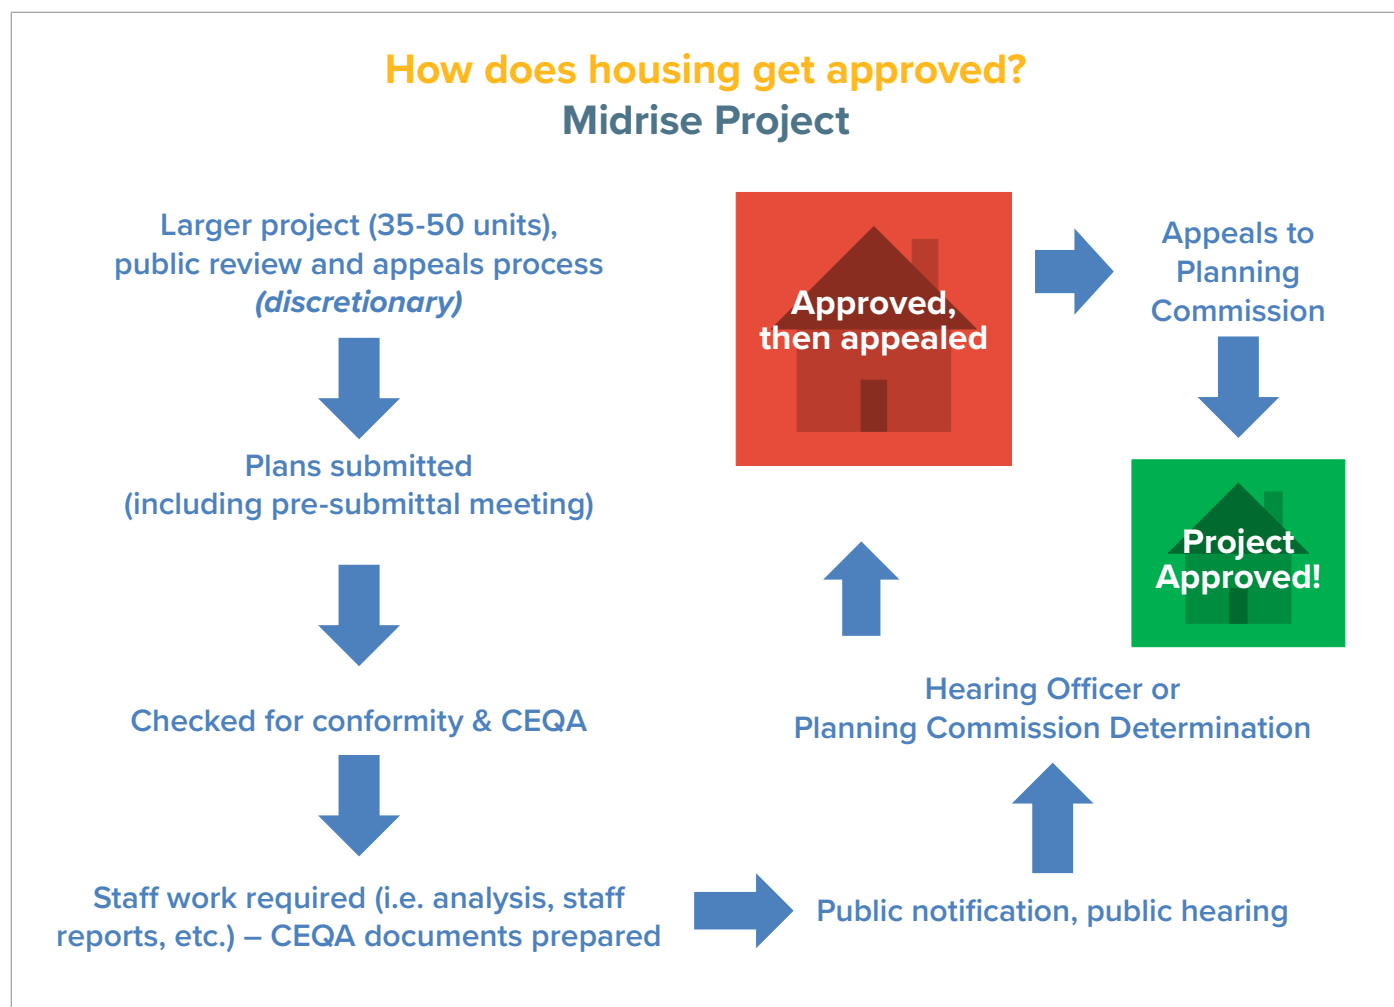 How does housing get approved?
Midrise Project
Larger project (35-50 units),
public review and appeals process
(discretionary)
Plans submitted
(including pre-submittal meeting)
Checked for conformity & CEQA
Staff work required (i.e. analysis, staff
reports, etc.) – CEQA documents prepared
Public notification, public hearing
Hearing Officer or
Planning Commission Determination
Approved,
then appealed
Appeals to
Planning
Commission
Project
Approved!